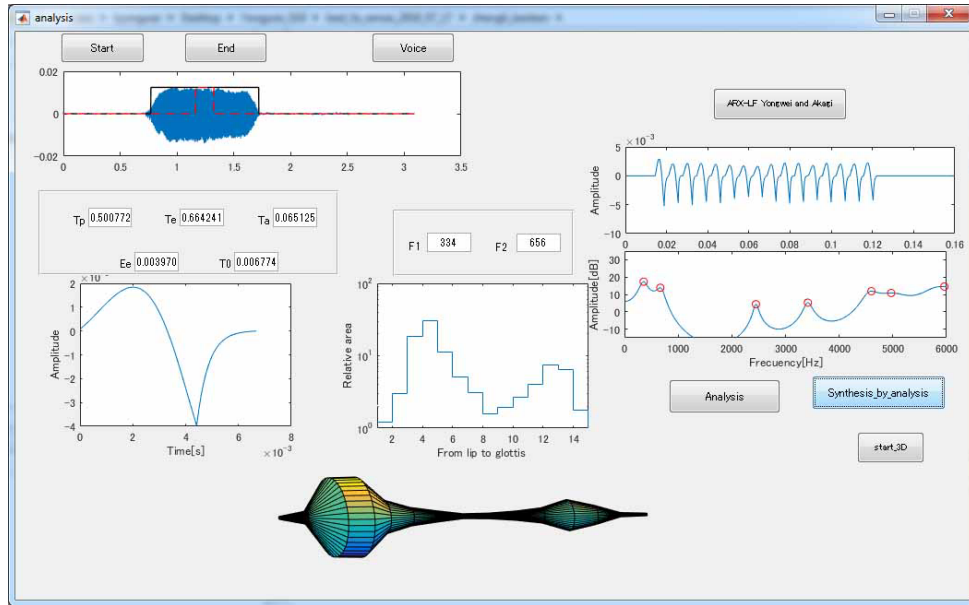 analysis
Start End Voice
0.02
0
-0.02
0 0.5 1 1.5 2 2.5 3 3.5
ARX-LF Yongwei and Akagi
×10⁻³
5
0
-5
-10
Amplitude
0 0.02 0.04 0.06 0.08 0.1 0.12 0.14 0.16
Tp 0.500772 Te 0.664241 Ta 0.065125
Ee 0.003970 T0 0.006774
F1 334 F2 656
30
20
10
0
-10
Amplitude[dB]
0 1000 2000 3000 4000 5000 6000
Frecuency[Hz]
2
1
0
-1
-2
-3
-4
Amplitude
0 2 4 6 8
Time[s] ×10⁻³
10²
10¹
10⁰
Relative area
2 4 6 8 10 12 14
From lip to glottis
Analysis Synthesis_by_analysis
start_3D